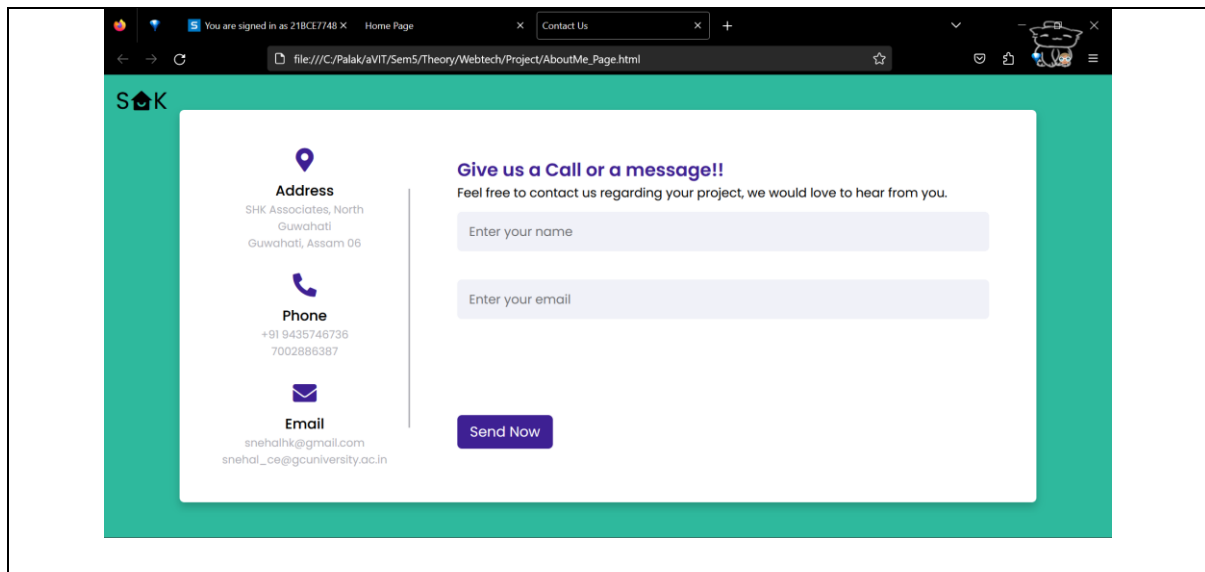 You are signed in as 21BCE7748
Home Page
Contact Us
file:///C:/Palak/aVIT/Sem5/Theory/Webtech/Project/AboutMe_Page.html
S K
Address
SHK Associates, North
Guwahati
Guwahati, Assam 06
Phone
+91 9435746736
7002886387
Email
snehalhk@gmail.com
snehal_ce@gcuniversity.ac.in
Give us a Call or a message!!
Feel free to contact us regarding your project, we would love to hear from you.
Enter your name
Enter your email
Send Now